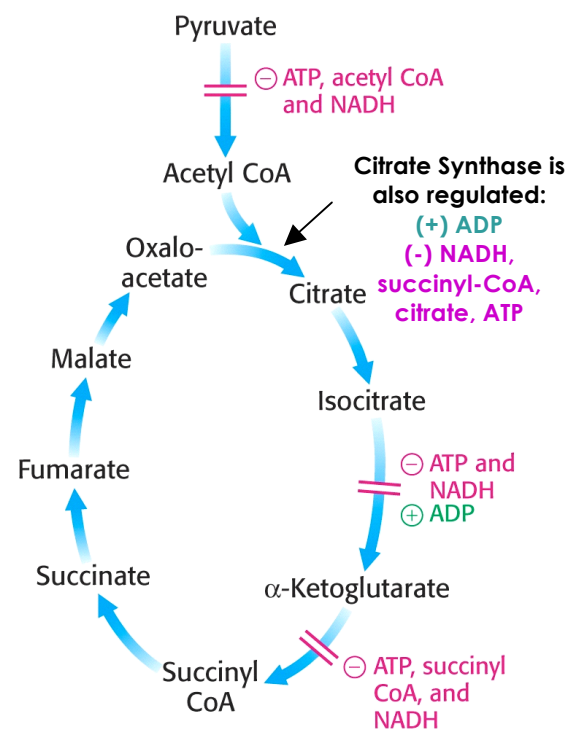 Pyruvate
⊖ ATP, acetyl CoA
and NADH
Acetyl CoA
Citrate Synthase is
also regulated:
(+) ADP
(-) NADH,
succinyl-CoA,
citrate, ATP
Oxalo-
acetate
Citrate
Malate
Isocitrate
Fumarate
⊖ ATP and
NADH
⊕ ADP
Succinate
α-Ketoglutarate
Succinyl
CoA
⊖ ATP, succinyl
CoA, and
NADH